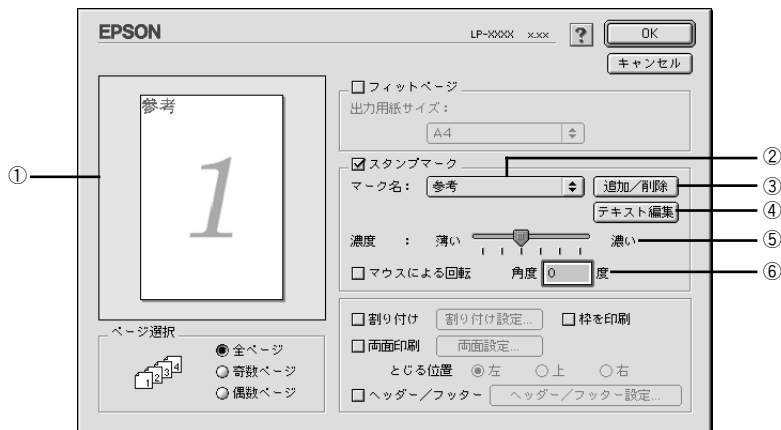 EPSON
LP-XXXX x.xx
?
OK
キャンセル
参考
1
フィットページ
出力用紙サイズ：
A4
スタンプマーク
マーク名： 参考 追加／削除
テキスト編集
濃度 ： 薄い 濃い
マウスによる回転 角度 0 度
割り付け 割り付け設定... 枠を印刷
両面印刷 両面設定...
とじる位置 左 上 右
ヘッダー／フッター ヘッダー／フッター設定...
ページ選択
1 2 3 4
全ページ
奇数ページ
偶数ページ
①
②
③
④
⑤
⑥